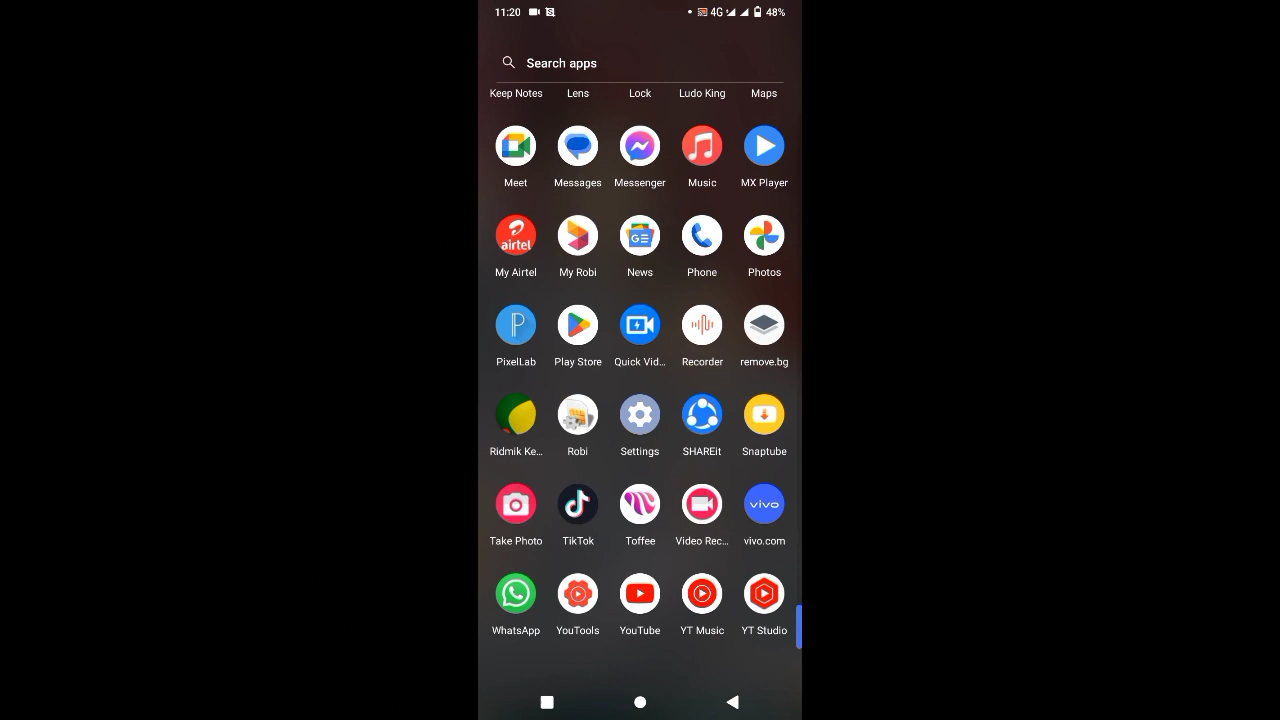 11:20 4G 48%
Search apps
Keep Notes Lens Lock Ludo King Maps
Meet Messages Messenger Music MX Player
airtel GE
My Airtel My Robi News Phone Photos
P
PixelLab Play Store Quick Vid... Recorder remove.bg
Ridmik Ke... Robi Settings SHAREit Snaptube
vivo
Take Photo TikTok Toffee Video Rec... vivo.com
WhatsApp YouTools YouTube YT Music YT Studio